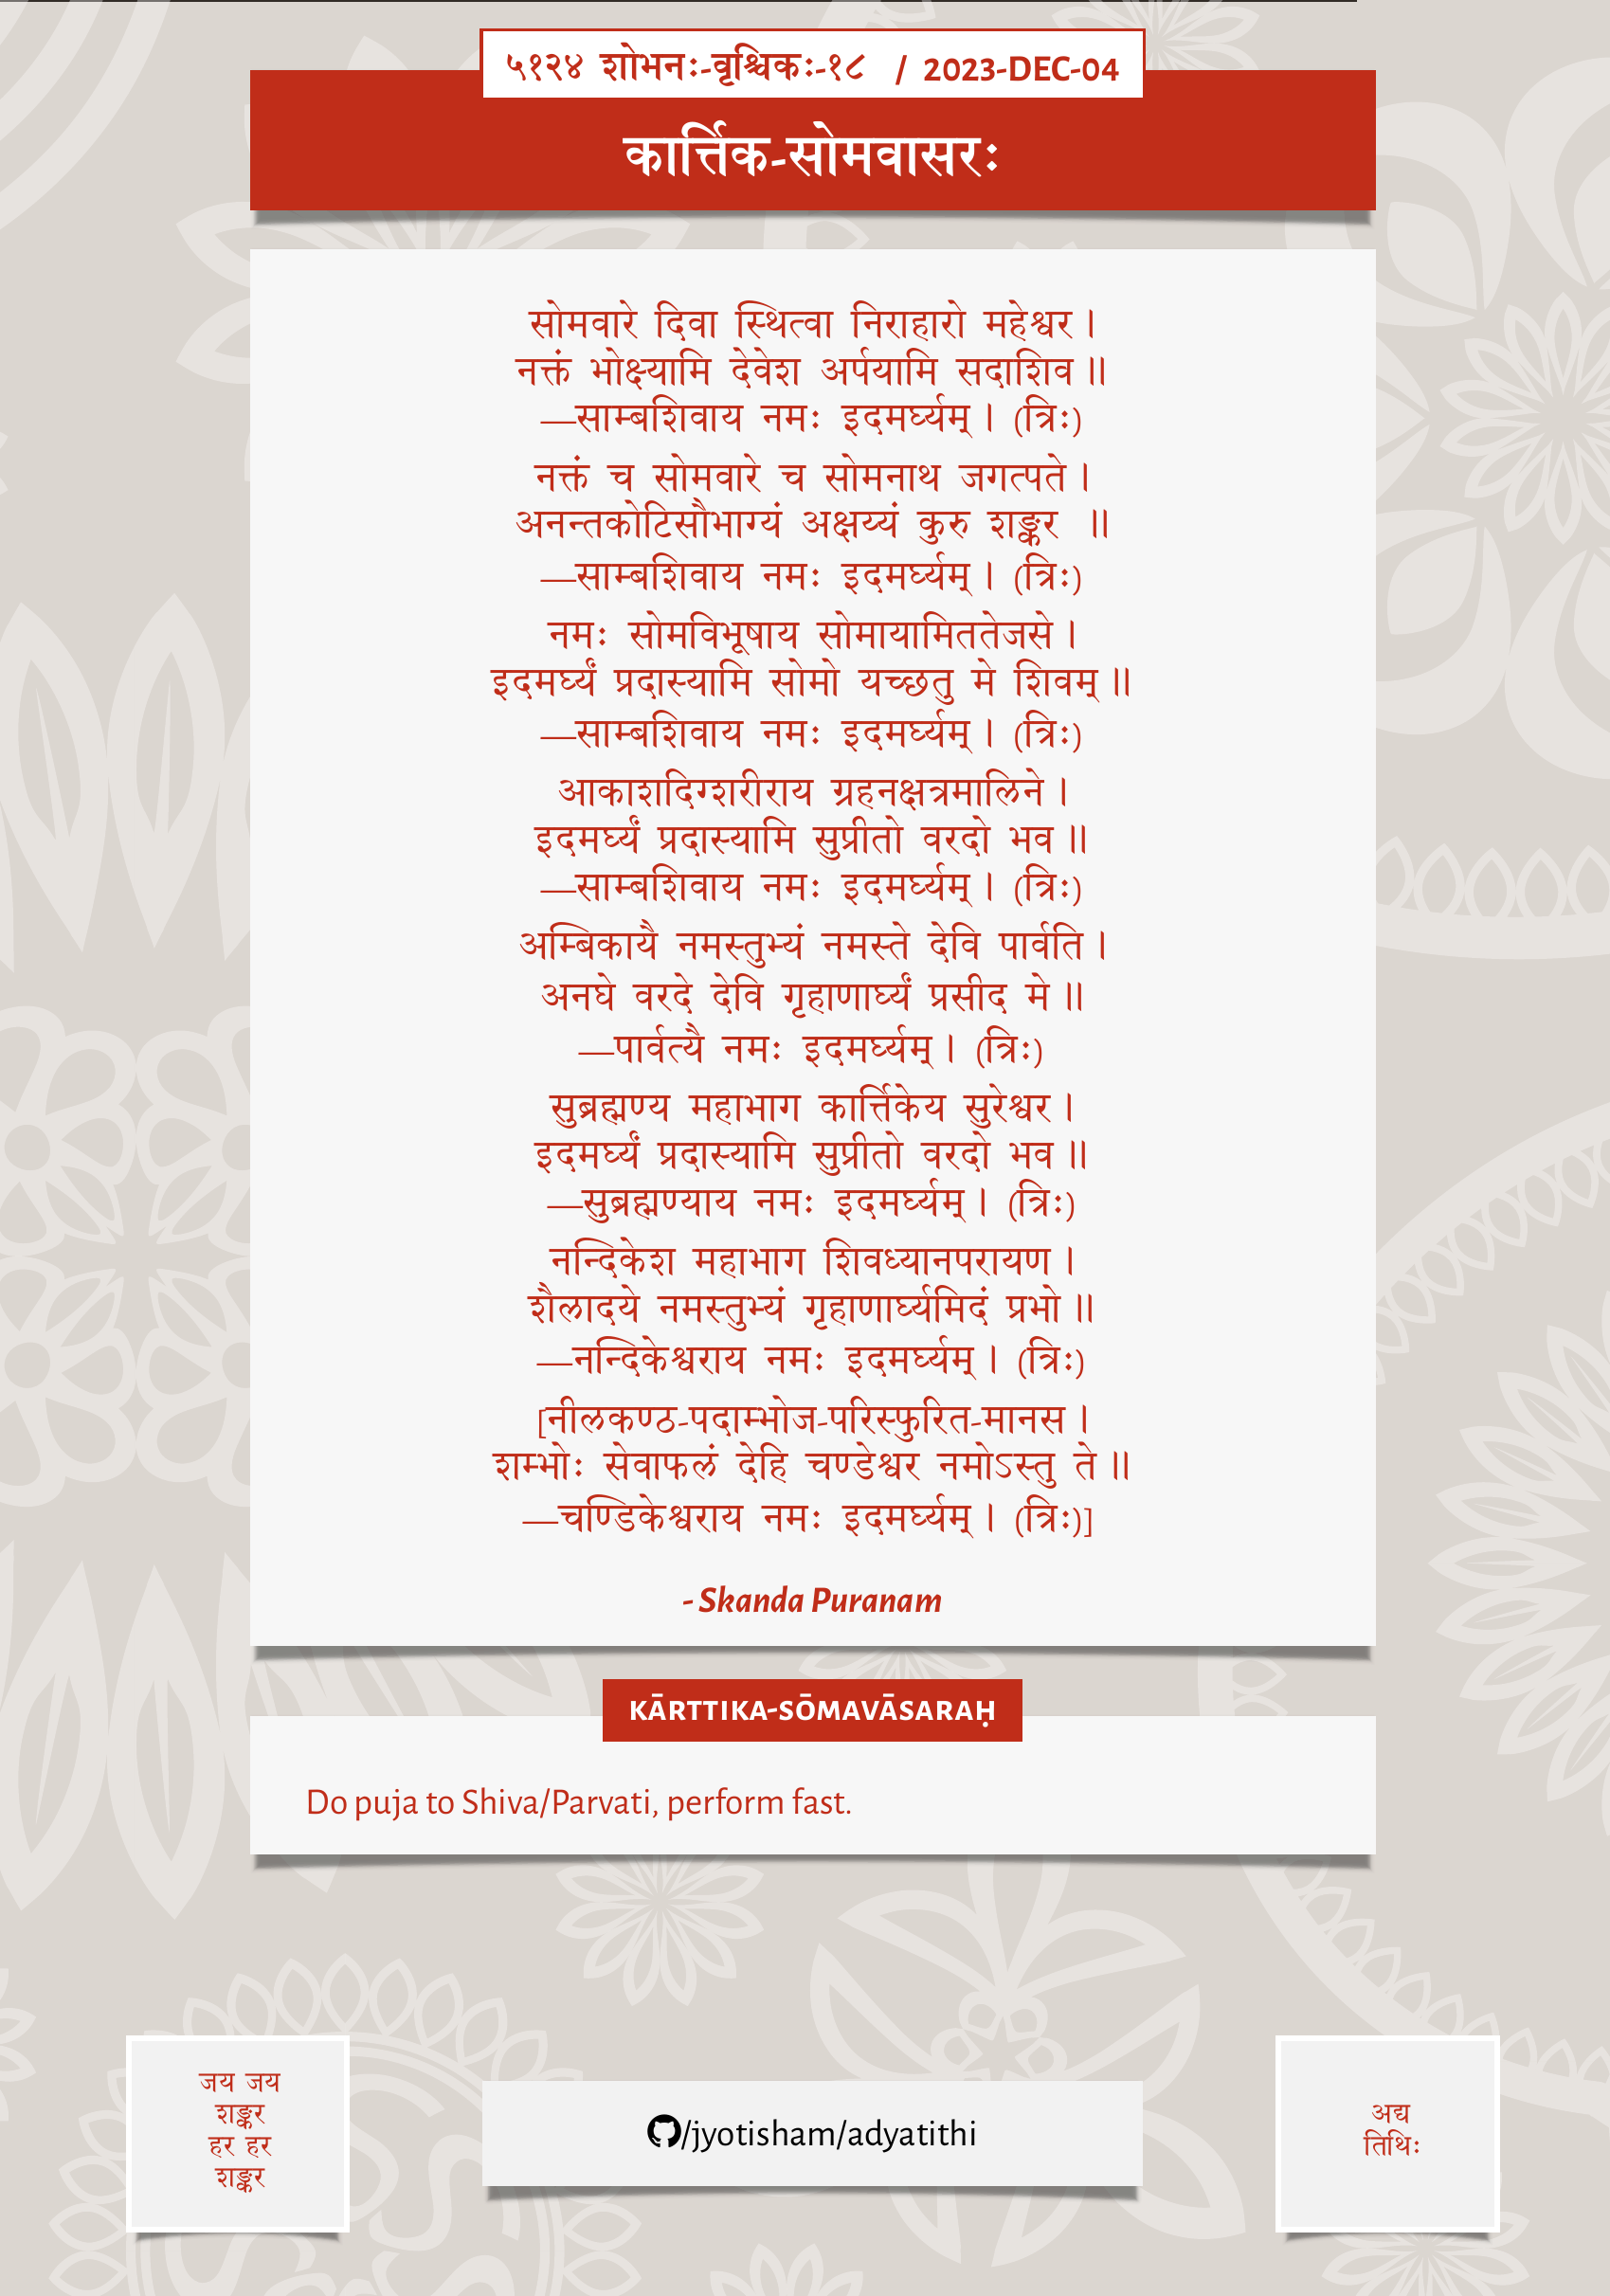 ५१२४ शोभनः-वृश्चिकः-१८ / 2023-DEC-04
कार्त्तिक-सोमवासरः
सोमवारे दिवा स्थित्वा निराहारो महेश्वर।
नक्तं भोक्ष्यामि देवेश अर्पयामि सदाशिव॥
—साम्बशिवाय नमः इदमर्घ्यम्। (त्रिः)
नक्तं च सोमवारे च सोमनाथ जगत्पते।
अनन्तकोटिसौभाग्यं अक्षय्यं कुरु शङ्कर ॥
—साम्बशिवाय नमः इदमर्घ्यम्। (त्रिः)
नमः सोमविभूषाय सोमायामिततेजसे।
इदमर्घ्यं प्रदास्यामि सोमो यच्छतु मे शिवम्॥
—साम्बशिवाय नमः इदमर्घ्यम्। (त्रिः)
आकाशदिग्शरीराय ग्रहनक्षत्रमालिने।
इदमर्घ्यं प्रदास्यामि सुप्रीतो वरदो भव॥
—साम्बशिवाय नमः इदमर्घ्यम्। (त्रिः)
अम्बिकायै नमस्तुभ्यं नमस्ते देवि पार्वति।
अनघे वरदे देवि गृहाणार्घ्यं प्रसीद मे॥
—पार्वत्यै नमः इदमर्घ्यम्। (त्रिः)
सुब्रह्मण्य महाभाग कार्त्तिकेय सुरेश्वर।
इदमर्घ्यं प्रदास्यामि सुप्रीतो वरदो भव॥
—सुब्रह्मण्याय नमः इदमर्घ्यम्। (त्रिः)
नन्दिकेश महाभाग शिवध्यानपरायण।
शैलादये नमस्तुभ्यं गृहाणार्घ्यमिदं प्रभो॥
—नन्दिकेश्वराय नमः इदमर्घ्यम्। (त्रिः)
[नीलकण्ठ-पदाम्भोज-परिस्फुरित-मानस।
शम्भोः सेवाफलं देहि चण्डेश्वर नमोऽस्तु ते॥
—चण्डिकेश्वराय नमः इदमर्घ्यम्। (त्रिः)]
- Skanda Puranam
KĀRTTIKA-SŌMAVĀSARAḤ
Do puja to Shiva/Parvati, perform fast.
जय जय
शङ्कर
हर हर
शङ्कर
/jyotisham/adyatithi
अद्य
तिथिः